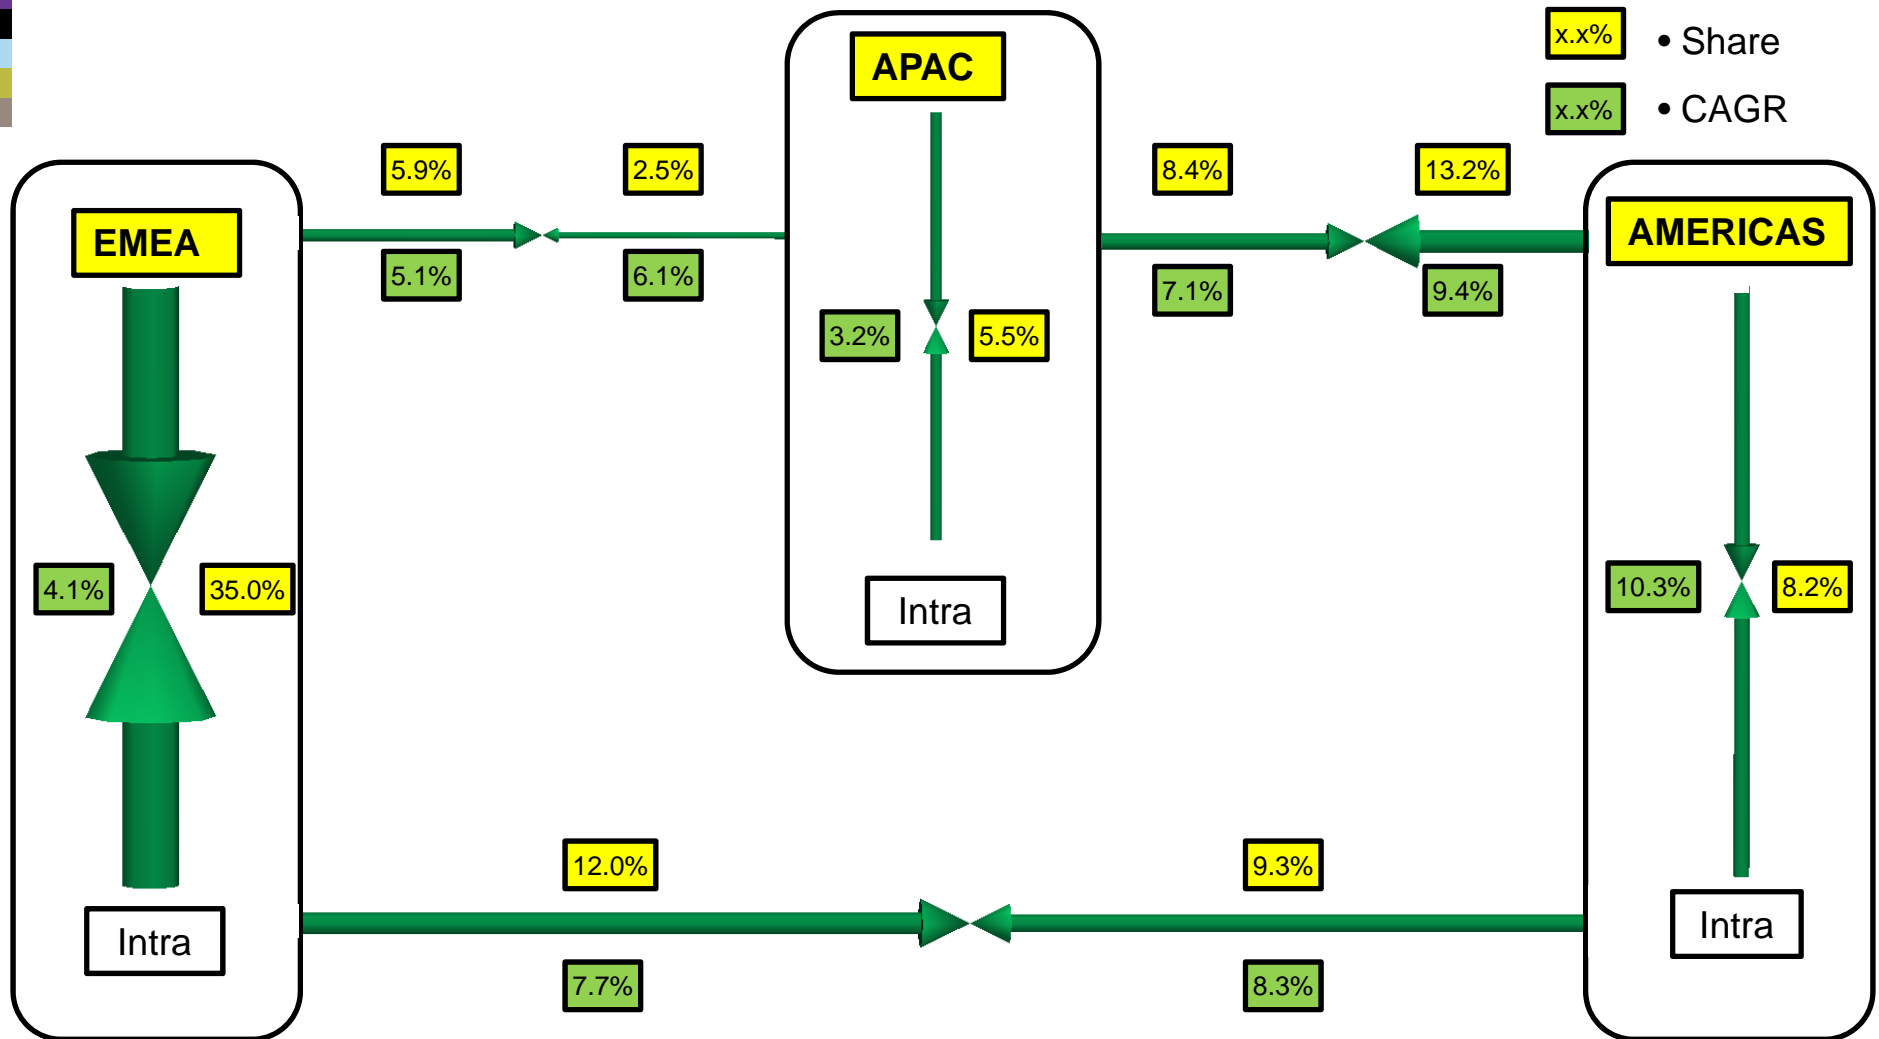 x.x%
• Share
x.x%
• CAGR
APAC
EMEA
AMERICAS
5.9%
2.5%
8.4%
13.2%
5.1%
6.1%
7.1%
9.4%
3.2%
5.5%
4.1%
35.0%
10.3%
8.2%
Intra
12.0%
9.3%
Intra
Intra
7.7%
8.3%